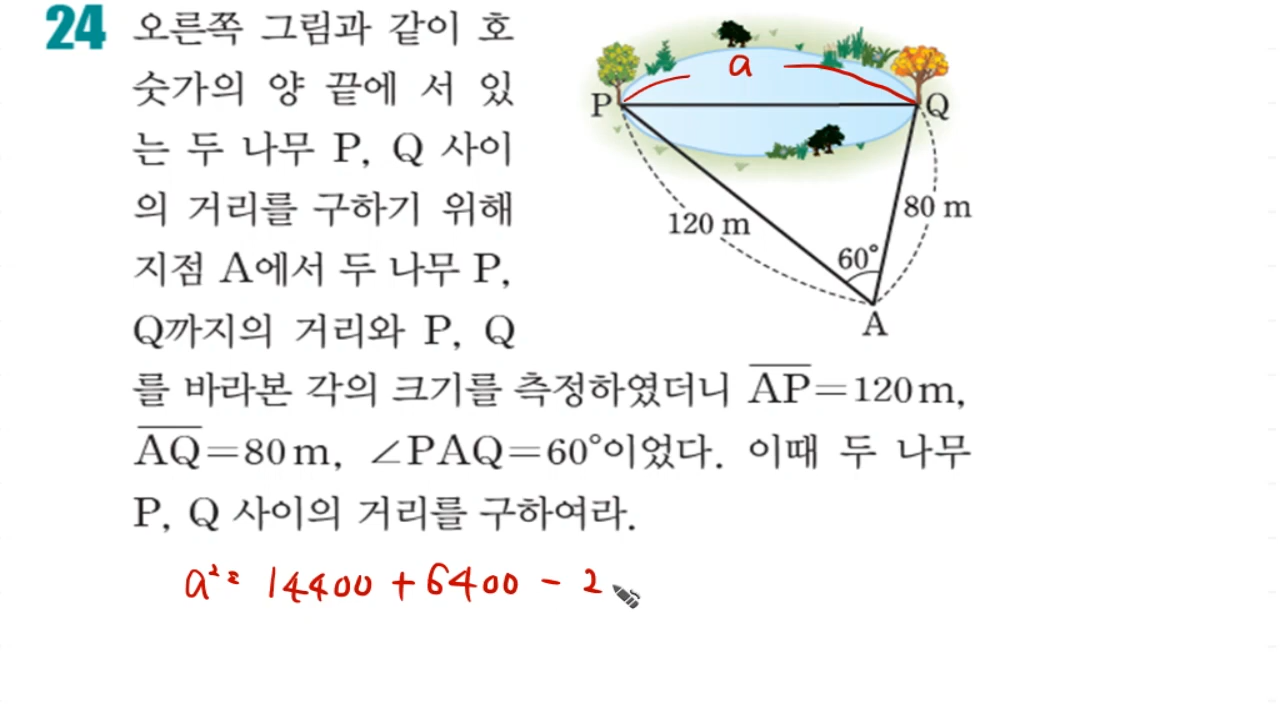 24 오른쪽 그림과 같이 호
숫가의 양 끝에 서 있
는 두 나무 P, Q 사이
의 거리를 구하기 위해
지점 A에서 두 나무 P,
Q까지의 거리와 P, Q
를 바라본 각의 크기를 측정하였더니 AP=120 m,
AQ=80 m, ∠PAQ=60°이었다. 이때 두 나무
P, Q 사이의 거리를 구하여라.
a
P
Q
120 m
80 m
60°
A
a²= 14400 + 6400 - 2